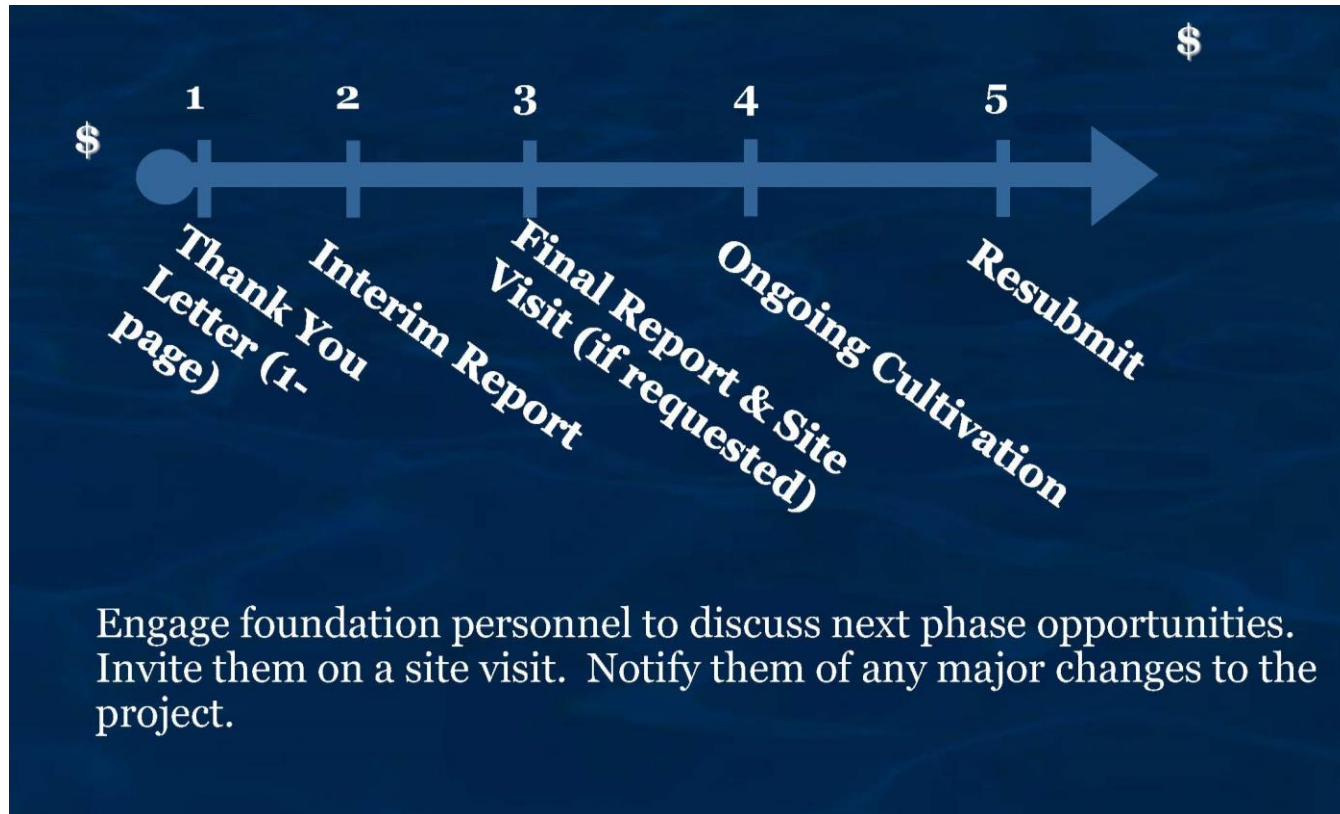 $
1 2 3 4 5
$
Thank You
Letter (1-
page)
Interim Report
Final Report & Site
Visit (if requested)
Ongoing Cultivation
Resubmit
Engage foundation personnel to discuss next phase opportunities.
Invite them on a site visit.  Notify them of any major changes to the
project.